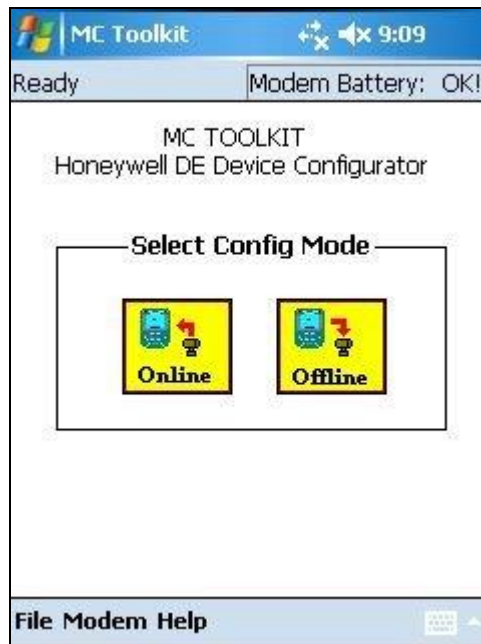 MC Toolkit 9:09
Ready Modem Battery: OK!
MC TOOLKIT
Honeywell DE Device Configurator
Select Config Mode
Online Offline
File Modem Help